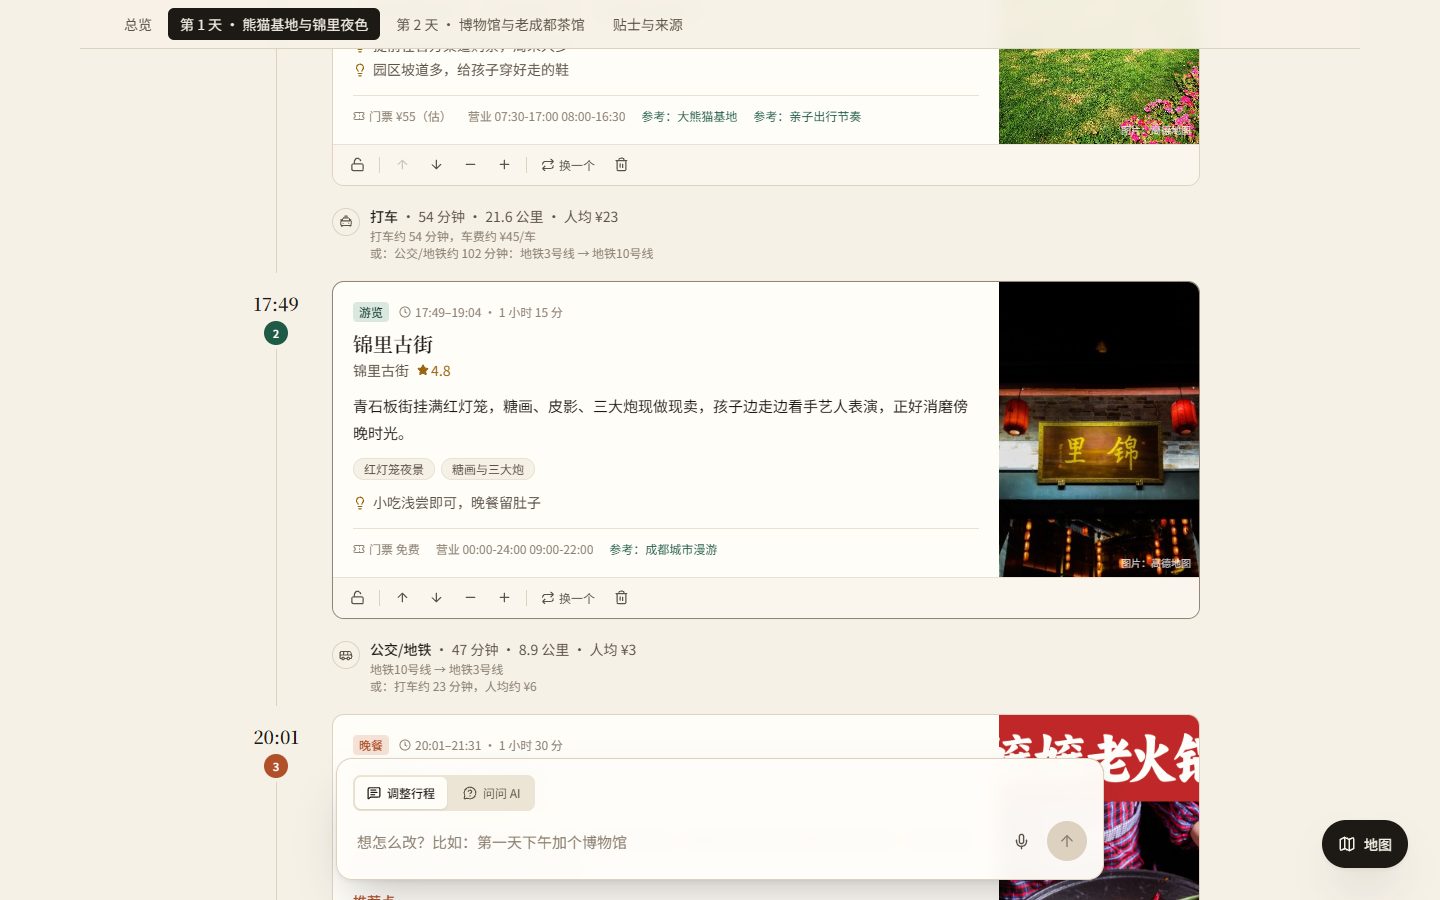 总览
第 1 天 · 熊猫基地与锦里夜色
第 2 天 · 博物馆与老成都茶馆
贴士与来源
园区坡道多，给孩子穿好走的鞋
门票 ¥55（估） 营业 07:30-17:00 08:00-16:30 参考：大熊猫基地 参考：亲子出行节奏
图片：高德地图
换一个
打车 · 54 分钟 · 21.6 公里 · 人均 ¥23
打车约 54 分钟，车费约 ¥45/车
或：公交/地铁约 102 分钟：地铁3号线 → 地铁10号线
17:49
2
游览 17:49–19:04 · 1 小时 15 分
锦里古街
锦里古街 4.8
青石板街挂满红灯笼，糖画、皮影、三大炮现做现卖，孩子边走边看手艺人表演，正好消磨傍
晚时光。
红灯笼夜景 糖画与三大炮
小吃浅尝即可，晚餐留肚子
门票 免费 营业 00:00-24:00 09:00-22:00 参考：成都城市漫游
里 锦
图片：高德地图
换一个
公交/地铁 · 47 分钟 · 8.9 公里 · 人均 ¥3
地铁10号线 → 地铁3号线
或：打车约 23 分钟，人均约 ¥6
20:01
3
晚餐 20:01–21:31 · 1 小时 30 分
老火
调整行程 问问 AI
想怎么改？比如：第一天下午加个博物馆
地图